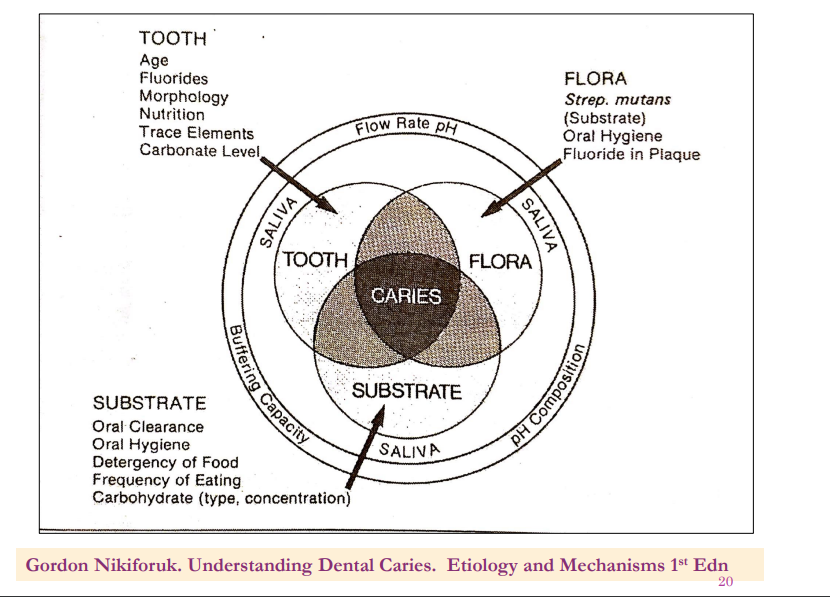 TOOTH
Age
Fluorides
Morphology
Nutrition
Trace Elements
Carbonate Level
FLORA
Strep. mutans
(Substrate)
Oral Hygiene
Fluoride in Plaque
Flow Rate pH
SALIVA
SALIVA
TOOTH
FLORA
CARIES
SUBSTRATE
SALIVA
Buffering Capacity
pH Composition
SUBSTRATE
Oral Clearance
Oral Hygiene
Detergency of Food
Frequency of Eating
Carbohydrate (type, concentration)
Gordon Nikiforuk. Understanding Dental Caries. Etiology and Mechanisms 1st Edn
20